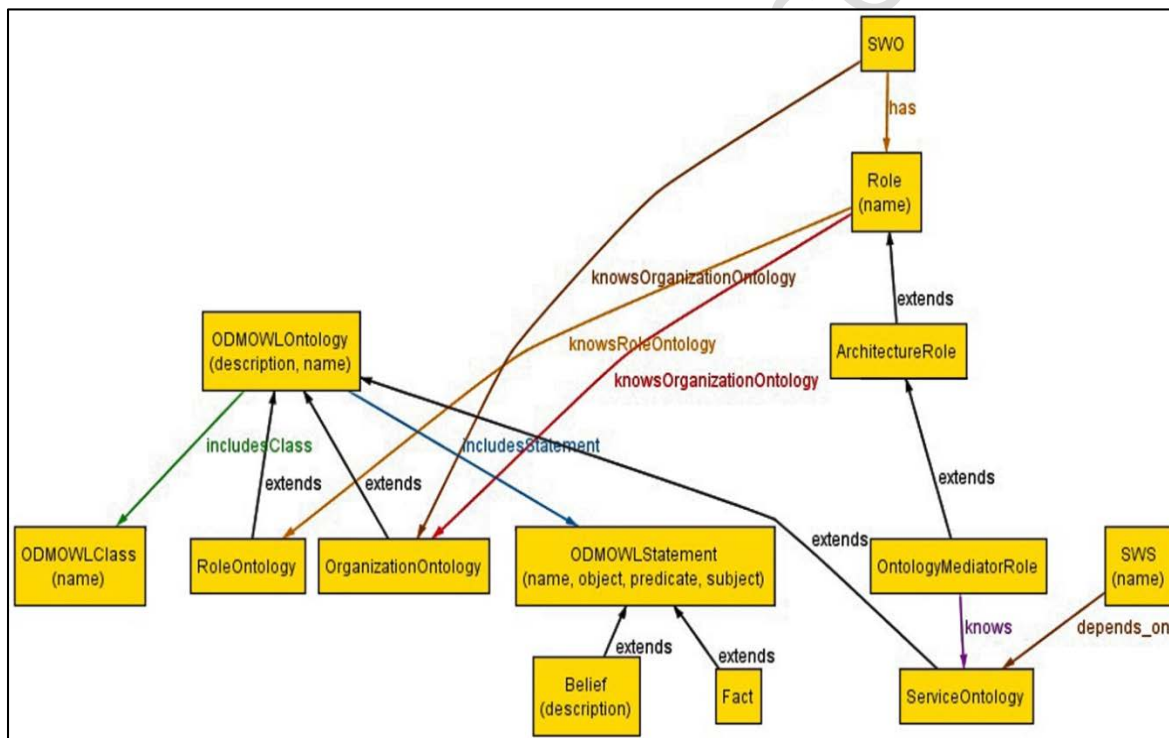 SWO
has
Role
(name)
knowsOrganizationOntology
extends
ODMOWLOntology
(description, name)
knowsRoleOntology
ArchitectureRole
knowsOrganizationOntology
includesClass
includesStatement
extends
extends
extends
extends
ODMOWLClass
(name)
RoleOntology
OrganizationOntology
ODMOWLStatement
(name, object, predicate, subject)
OntologyMediatorRole
SWS
(name)
knows
depends_on
extends
extends
Belief
(description)
Fact
ServiceOntology